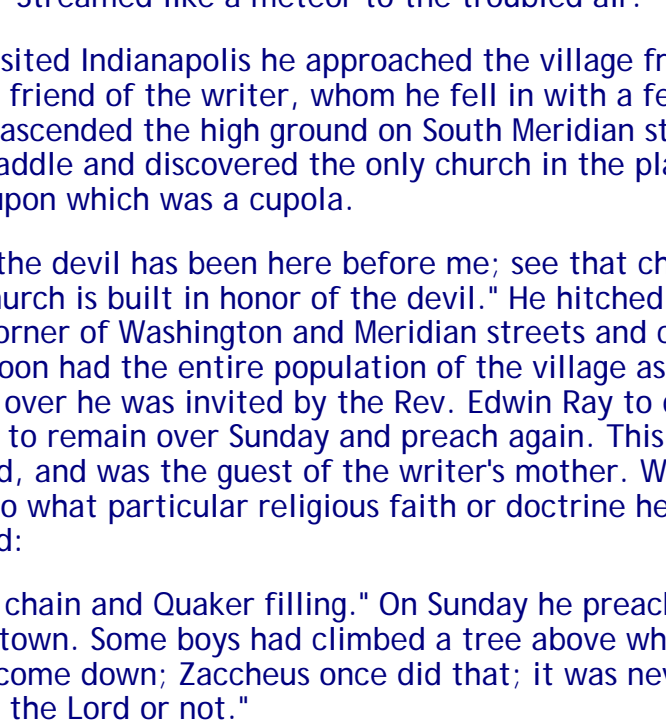 Streamed like a meteor to the troubled air.
sited Indianapolis he approached the village
friend of the writer, whom he fell in with a
ascended the high ground on South Meridian
addle and discovered the only church in the
upon which was a cupola.
the devil has been here before me; see that
hurch is built in honor of the devil." He hitched
orner of Washington and Meridian streets and
oon had the entire population of the village as
over he was invited by the Rev. Edwin Ray to
to remain over Sunday and preach again. This
d, and was the guest of the writer's mother. W
o what particular religious faith or doctrine he
d:
chain and Quaker filling." On Sunday he preach
town. Some boys had climbed a tree above wh
come down; Zaccheus once did that; it was nev
the Lord or not."